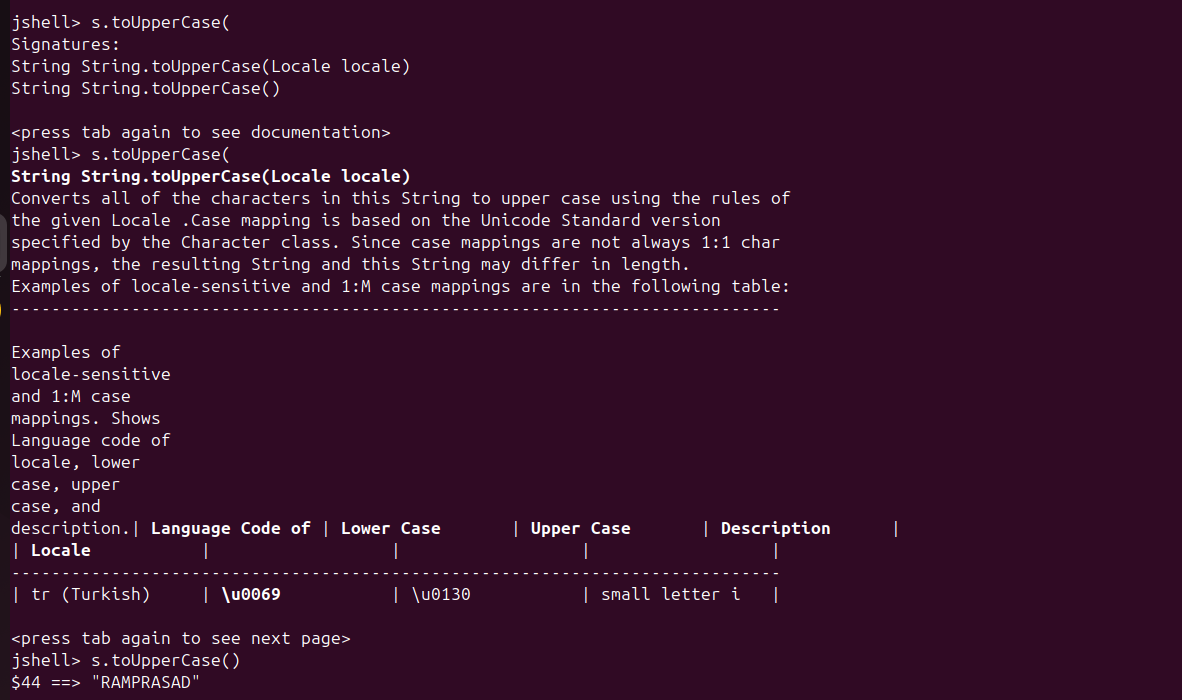 jshell> s.toUpperCase(
Signatures:
String String.toUpperCase(Locale locale)
String String.toUpperCase()
<press tab again to see documentation>
jshell> s.toUpperCase(
String String.toUpperCase(Locale locale)
Converts all of the characters in this String to upper case using the rules of
the given Locale .Case mapping is based on the Unicode Standard version
specified by the Character class. Since case mappings are not always 1:1 char
mappings, the resulting String and this String may differ in length.
Examples of locale-sensitive and 1:M case mappings are in the following table:
-----------------------------------------------------------------------------
Examples of
locale-sensitive
and 1:M case
mappings. Shows
Language code of
locale, lower
case, upper
case, and
description.| Language Code of | Lower Case       | Upper Case       | Description      |
| Locale           |                  |                  |                  |
-----------------------------------------------------------------------------
| tr (Turkish)     | \u0069           | \u0130           | small letter i   |
<press tab again to see next page>
jshell> s.toUpperCase()
$44 ==> "RAMPRASAD"